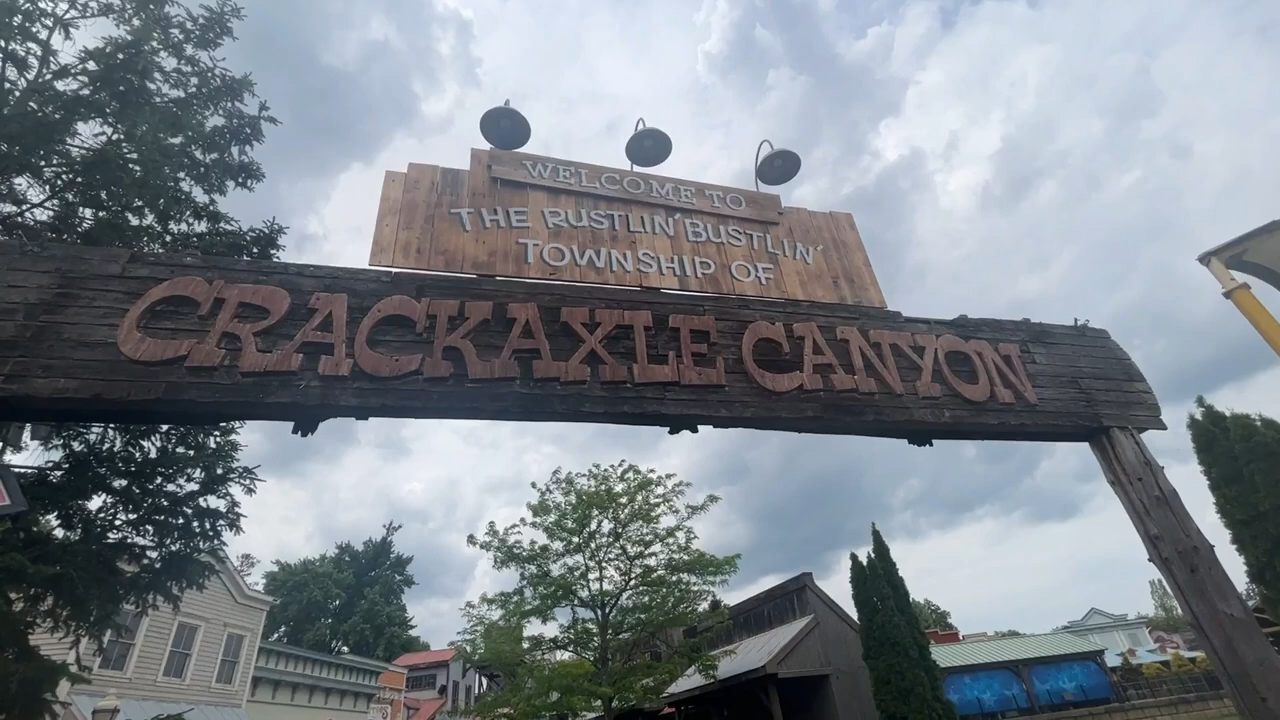 WELCOME TO
THE RUSTLIN' BUSTLIN'
TOWNSHIP OF
CRACKAXLE CANYON